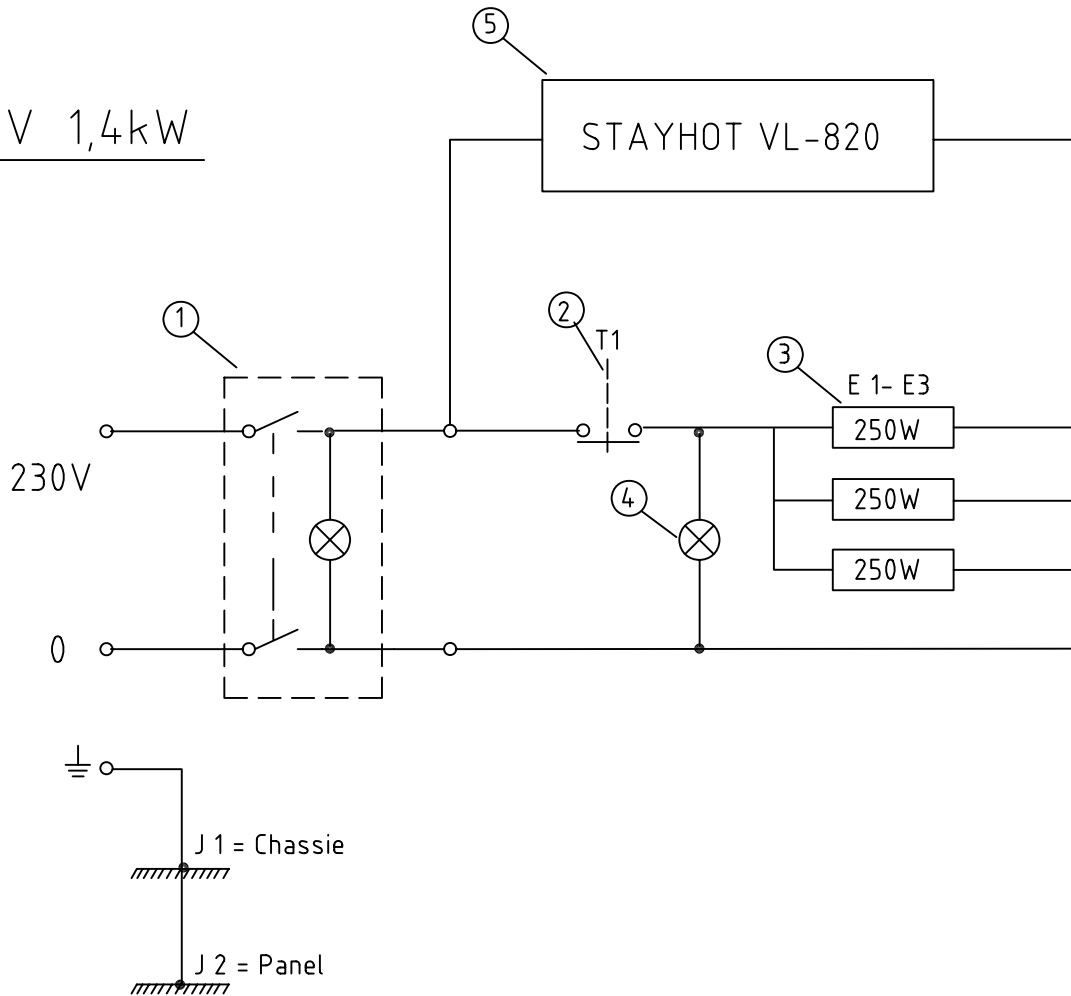 5
V 1,4kW
STAYHOT VL-820
1
2
T1
3
E 1- E3
250W
230V
4
250W
250W
0
J 1 = Chassie
J 2 = Panel